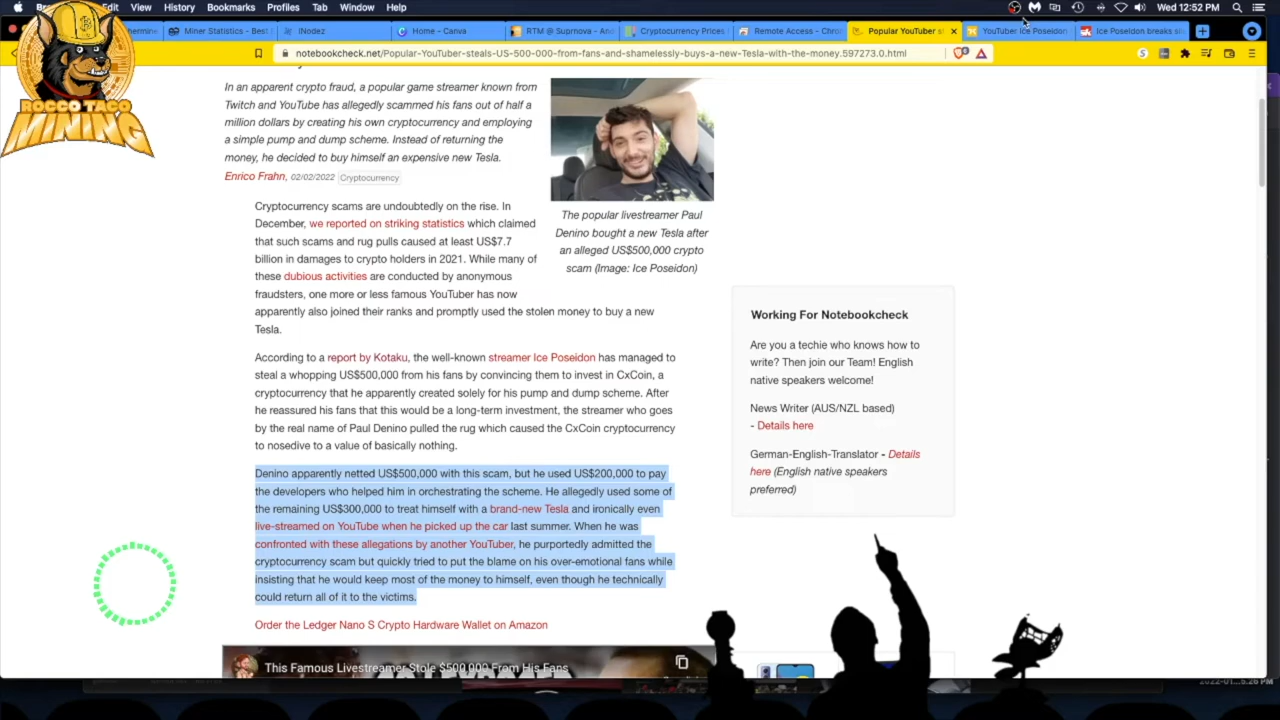 Edit View History Bookmarks Profiles Tab Window Help
Wed 12:52 PM
Miner Statistics - Best
INodez
Home - Canva
RTM @ Suprnova - And
Cryptocurrency Prices
Remote Access - Chro
Popular YouTuber s
YouTuber Ice Poseidon
Ice Poseidon breaks sil
notebookcheck.net/Popular-YouTuber-steals-US-500-000-from-fans-and-shamelessly-buys-a-new-Tesla-with-the-money.597273.0.html
ROCCO TACO
MINING
In an apparent crypto fraud, a popular game streamer known from
Twitch and YouTube has allegedly scammed his fans out of half a
million dollars by creating his own cryptocurrency and employing
a simple pump and dump scheme. Instead of returning the
money, he decided to buy himself an expensive new Tesla.
Enrico Frahn, 02/02/2022 Cryptocurrency
The popular livestreamer Paul
Denino bought a new Tesla after
an alleged US$500,000 crypto
scam (Image: Ice Poseidon)
Cryptocurrency scams are undoubtedly on the rise. In
December, we reported on striking statistics which claimed
that such scams and rug pulls caused at least US$7.7
billion in damages to crypto holders in 2021. While many of
these dubious activities are conducted by anonymous
fraudsters, one more or less famous YouTuber has now
apparently also joined their ranks and promptly used the stolen money to buy a new
Tesla.
According to a report by Kotaku, the well-known streamer Ice Poseidon has managed to
steal a whopping US$500,000 from his fans by convincing them to invest in CxCoin, a
cryptocurrency that he apparently created solely for his pump and dump scheme. After
he reassured his fans that this would be a long-term investment, the streamer who goes
by the real name of Paul Denino pulled the rug which caused the CxCoin cryptocurrency
to nosedive to a value of basically nothing.
Denino apparently netted US$500,000 with this scam, but he used US$200,000 to pay
the developers who helped him in orchestrating the scheme. He allegedly used some of
the remaining US$300,000 to treat himself with a brand-new Tesla and ironically even
live-streamed on YouTube when he picked up the car last summer. When he was
confronted with these allegations by another YouTuber, he purportedly admitted the
cryptocurrency scam but quickly tried to put the blame on his over-emotional fans while
insisting that he would keep most of the money to himself, even though he technically
could return all of it to the victims.
Order the Ledger Nano S Crypto Hardware Wallet on Amazon
This Famous Livestreamer Stole $500,000 From His Fans
Working For Notebookcheck
Are you a techie who knows how to
write? Then join our Team! English
native speakers welcome!
News Writer (AUS/NZL based)
- Details here
German-English-Translator - Details
here (English native speakers
preferred)